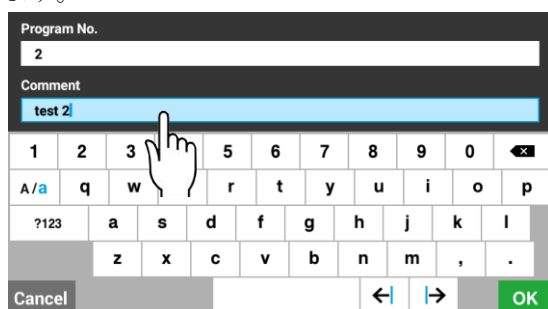 Program No.
2
Comment
test 2
1 2 3 5 6 7 8 9 0
A/a q w r t y u i o p
?123 a s d f g h j k l
z x c v b n m , .
Cancel OK